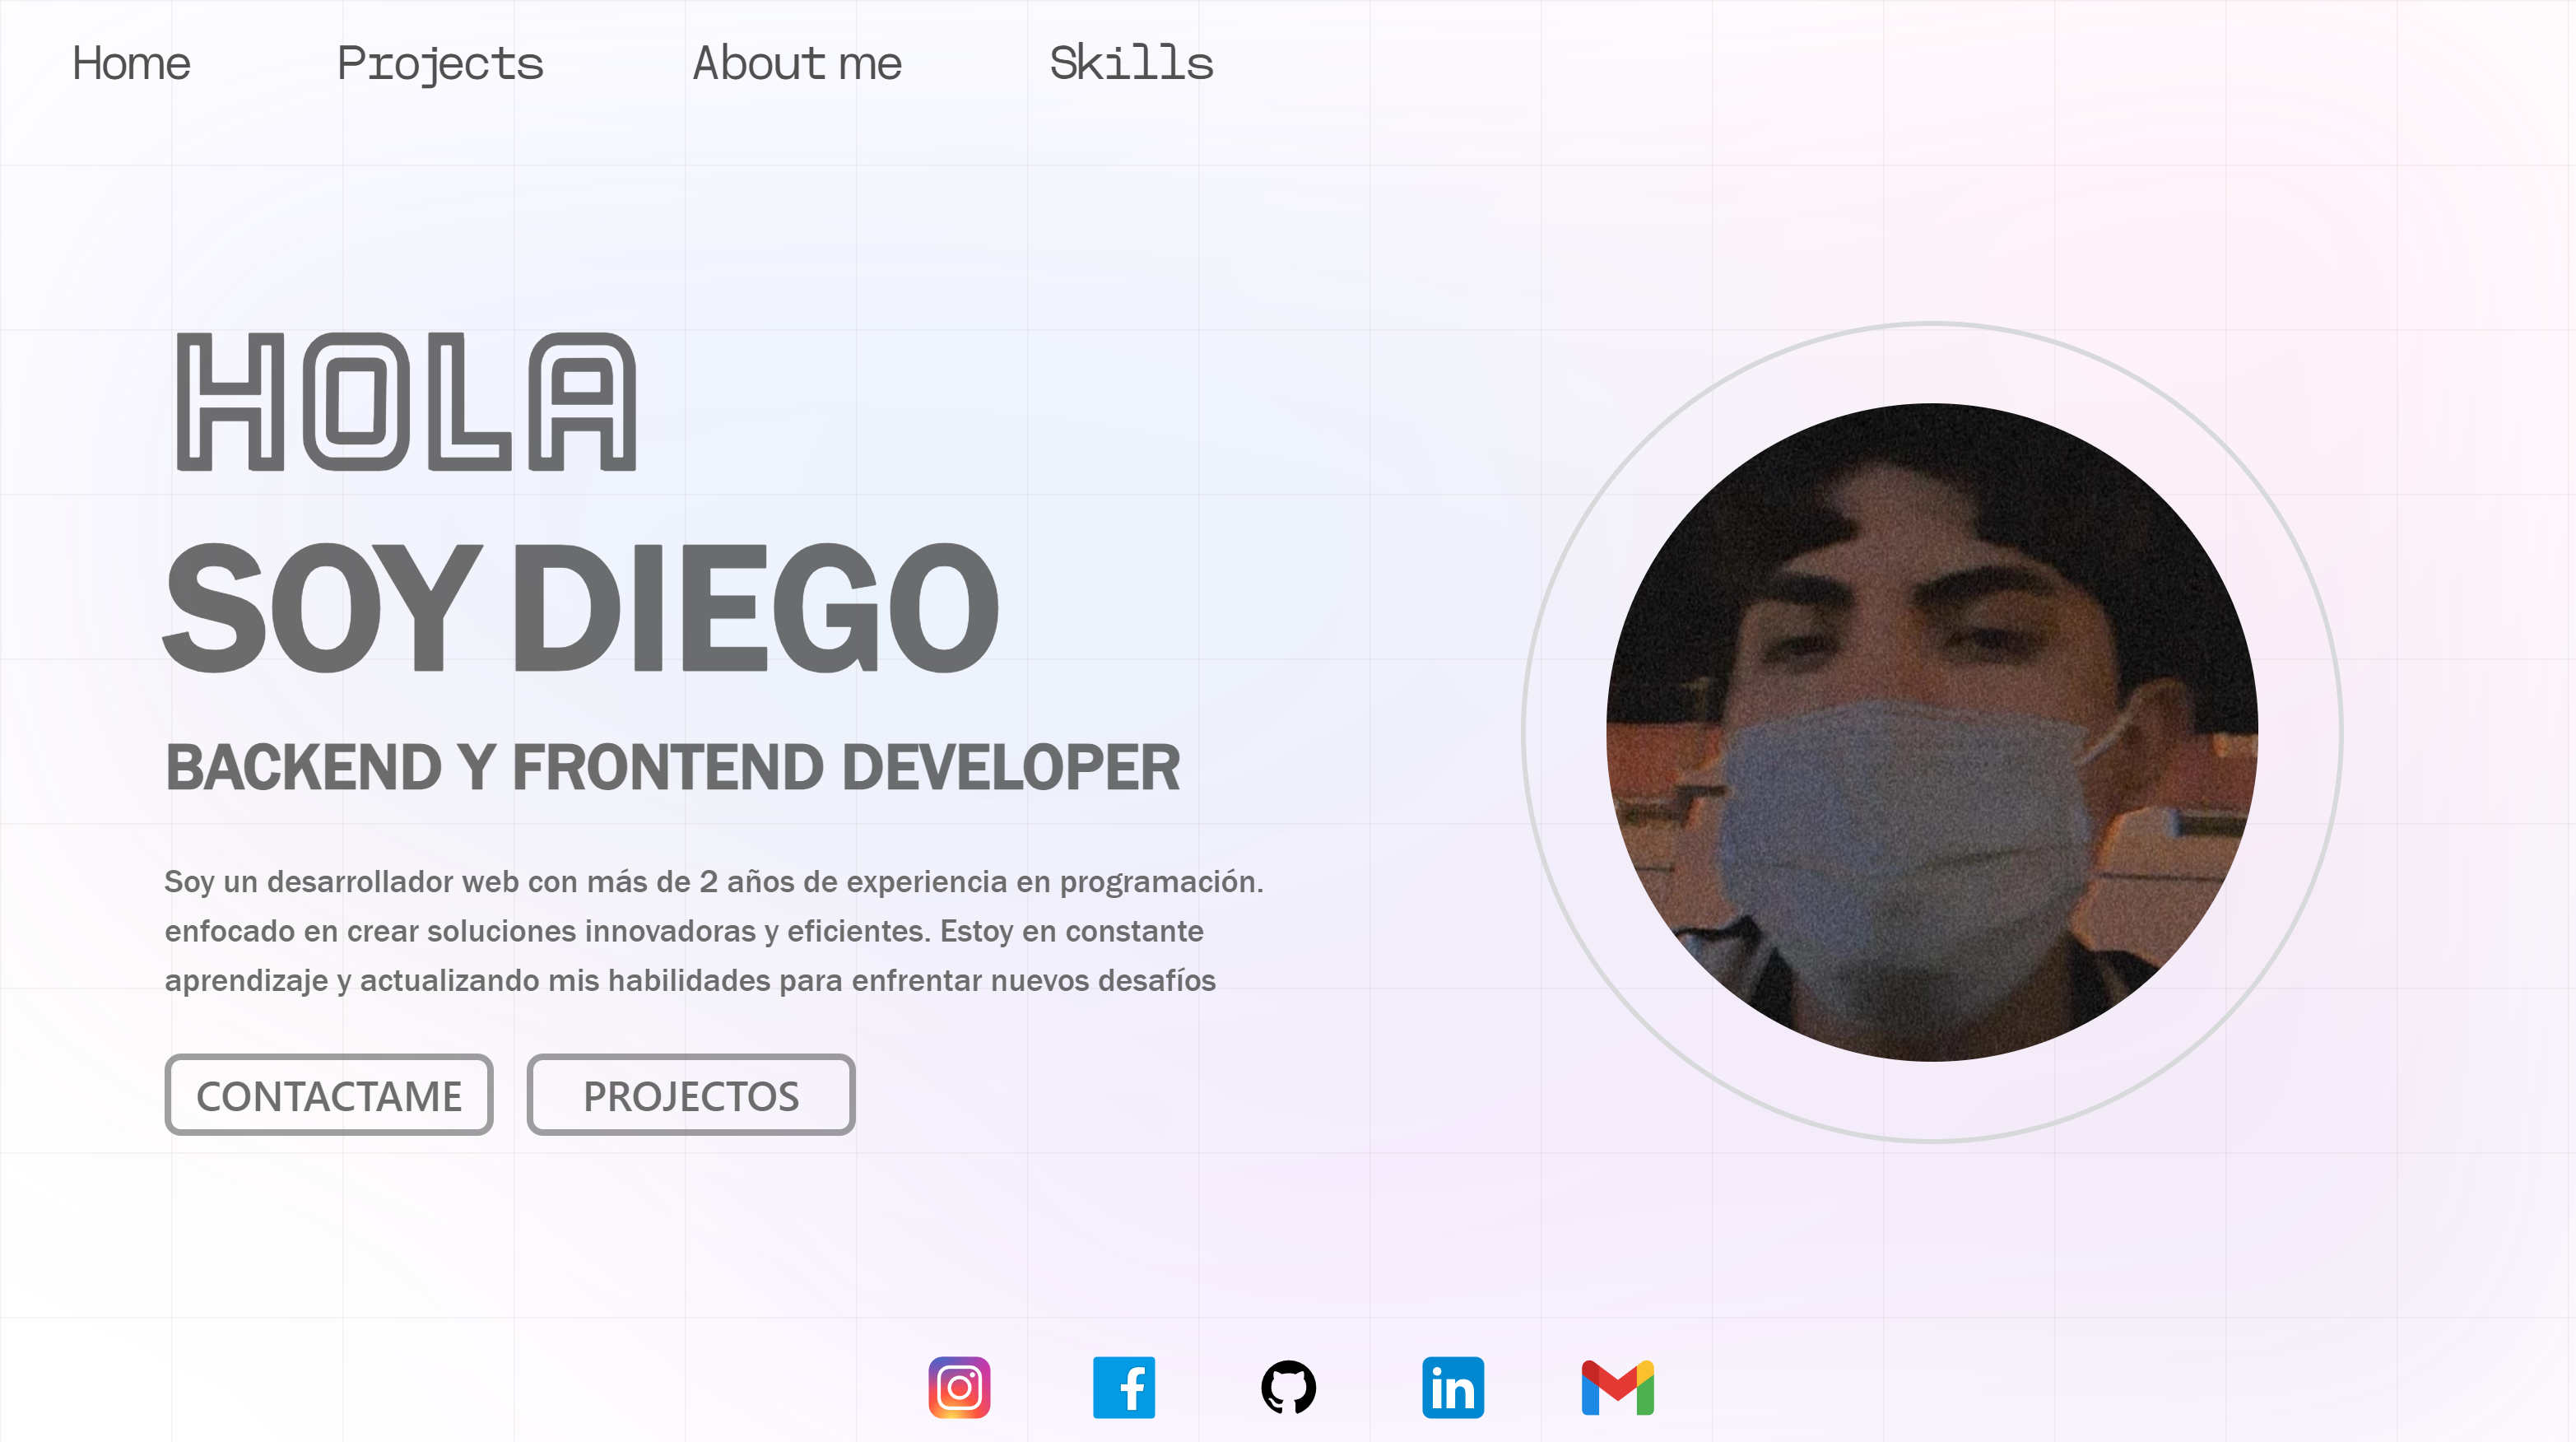 Home Projects About me Skills
HOLA
SOY DIEGO
BACKEND Y FRONTEND DEVELOPER
Soy un desarrollador web con más de 2 años de experiencia en programación.
enfocado en crear soluciones innovadoras y eficientes. Estoy en constante
aprendizaje y actualizando mis habilidades para enfrentar nuevos desafíos
CONTACTAME PROJECTOS